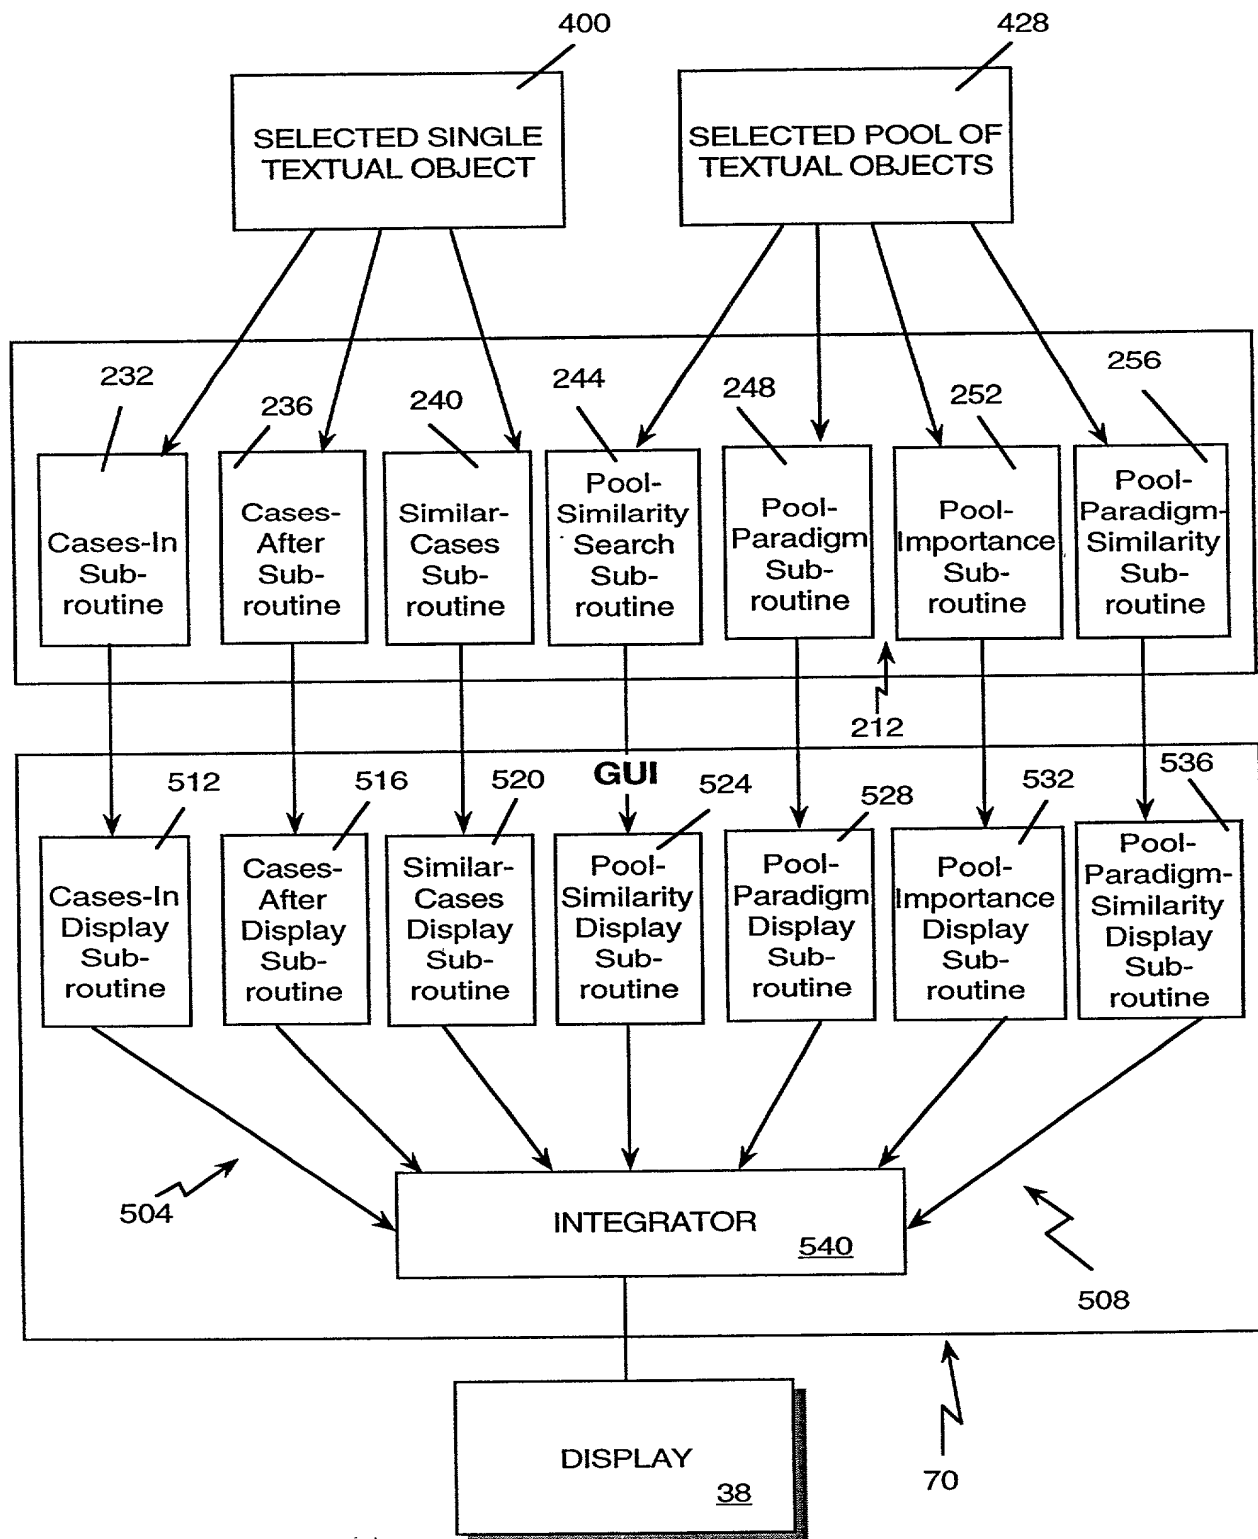 400
428
SELECTED SINGLE
TEXTUAL OBJECT
SELECTED POOL OF
TEXTUAL OBJECTS
232
236
240
244
248
252
256
Cases-In
Sub-
routine
Cases-
After
Sub-
routine
Similar-
Cases
Sub-
routine
Pool-
Similarity
Search
Sub-
routine
Pool-
Paradigm
Sub-
routine
Pool-
Importance
Sub-
routine
Pool-
Paradigm-
Similarity
Sub-
routine
212
GUI
512
516
520
524
528
532
536
Cases-In
Display
Sub-
routine
Cases-
After
Display
Sub-
routine
Similar-
Cases
Display
Sub-
routine
Pool-
Similarity
Display
Sub-
routine
Pool-
Paradigm
Display
Sub-
routine
Pool-
Importance
Display
Sub-
routine
Pool-
Paradigm-
Similarity
Display
Sub-
routine
504
INTEGRATOR
540
508
DISPLAY
38
70